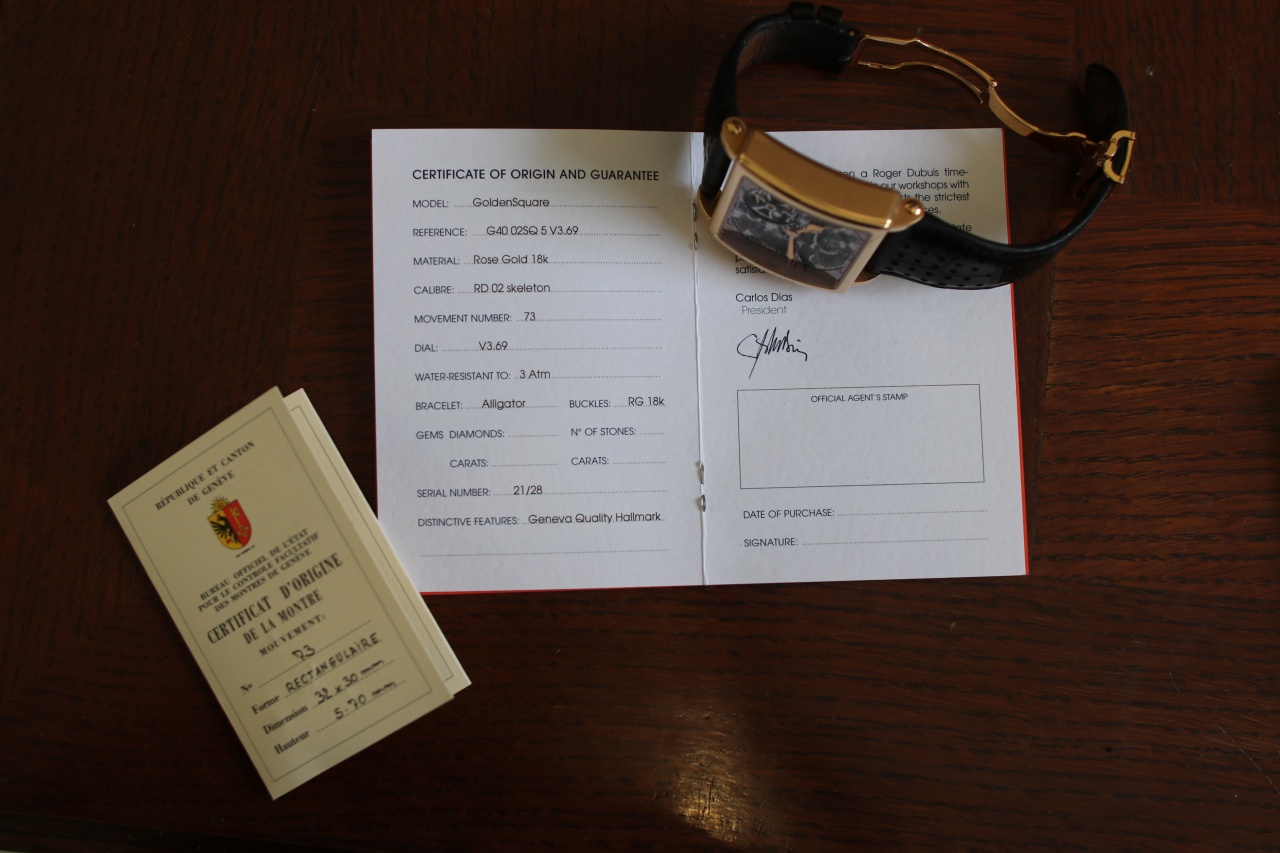 CERTIFICATE OF ORIGIN AND GUARANTEE
MODEL: GoldenSquare
REFERENCE: G40 02SQ 5 V3.69
MATERIAL: Rose Gold 18k
CALIBRE: RD 02 skeleton
MOVEMENT NUMBER: 73
DIAL: V3.69
WATER-RESISTANT TO: 3 Atm
BRACELET: Alligator BUCKLES: RG 18k
GEMS DIAMONDS: N° OF STONES:
CARATS: CARATS:
SERIAL NUMBER: 21/28
DISTINCTIVE FEATURES: Geneva Quality Hallmark
a Roger Dubuis time-
our workshops with
the strictest
Carlos Dias
President
OFFICIAL AGENT'S STAMP
DATE OF PURCHASE:
SIGNATURE:
RÉPUBLIQUE ET CANTON
DE GENÈVE
BUREAU OFFICIEL DE L'ÉTAT
POUR LE CONTROLE FACULTATIF
DES MONTRES DE GENÈVE
CERTIFICAT D'ORIGINE
DE LA MONTRE
MOUVEMENT:
N° 73
Forme RECTANGULAIRE
Dimension 32 x 30 mm
Hauteur 5.70 mm